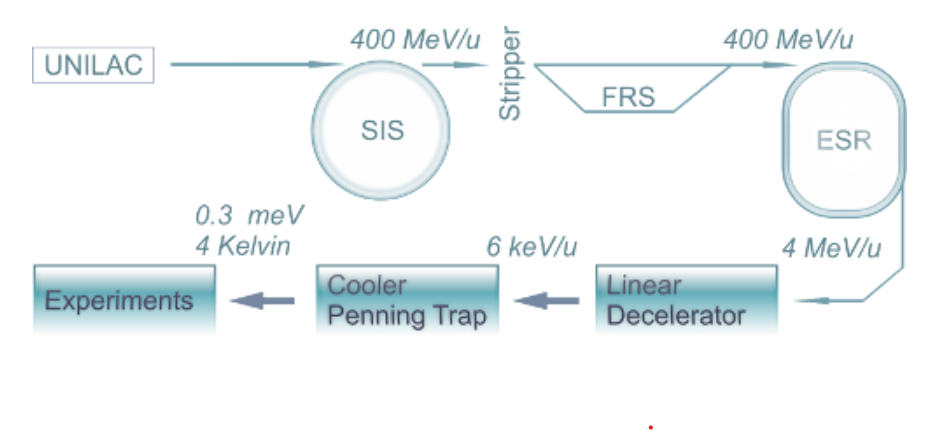 UNILAC
400 MeV/u
SIS
Stripper
FRS
400 MeV/u
ESR
4 MeV/u
Linear
Decelerator
6 keV/u
Cooler
Penning Trap
0.3 meV
4 Kelvin
Experiments